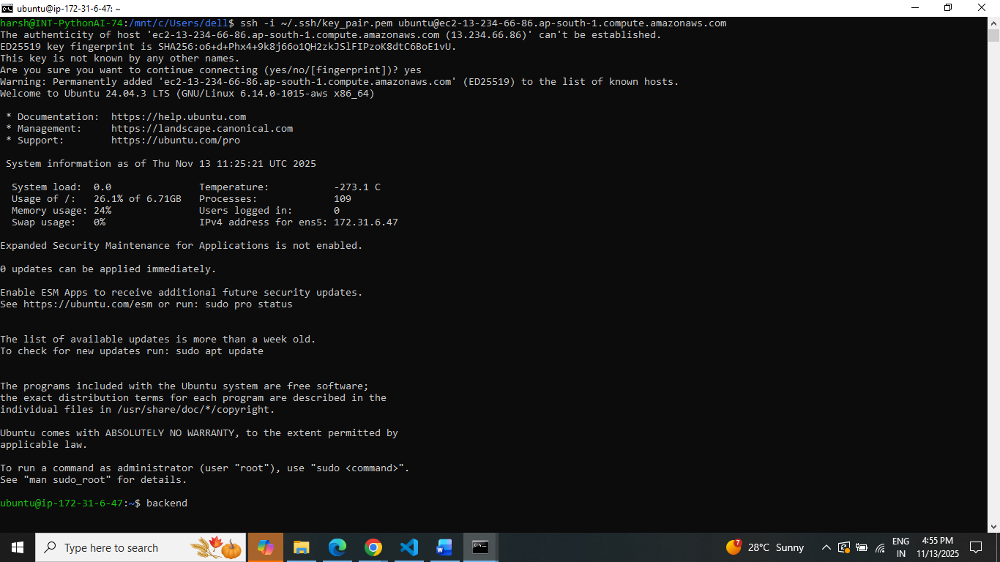 ubuntu@ip-172-31-6-47: ~
harsh@INT-PythonAI-74:/mnt/c/Users/dell$ ssh -i ~/.ssh/key_pair.pem ubuntu@ec2-13-234-66-86.ap-south-1.compute.amazonaws.com
The authenticity of host 'ec2-13-234-66-86.ap-south-1.compute.amazonaws.com (13.234.66.86)' can't be established.
ED25519 key fingerprint is SHA256:o6+d+Phx4+9k8j66o1QH2zkJSlFIPzoK8dtC6BoE1vU.
This key is not known by any other names.
Are you sure you want to continue connecting (yes/no/[fingerprint])? yes
Warning: Permanently added 'ec2-13-234-66-86.ap-south-1.compute.amazonaws.com' (ED25519) to the list of known hosts.
Welcome to Ubuntu 24.04.3 LTS (GNU/Linux 6.14.0-1015-aws x86_64)
* Documentation:  https://help.ubuntu.com
* Management:     https://landscape.canonical.com
* Support:        https://ubuntu.com/pro
System information as of Thu Nov 13 11:25:21 UTC 2025
System load:  0.0               Temperature:           -273.1 C
Usage of /:   26.1% of 6.71GB   Processes:             109
Memory usage: 24%               Users logged in:       0
Swap usage:   0%                IPv4 address for ens5: 172.31.6.47
Expanded Security Maintenance for Applications is not enabled.
0 updates can be applied immediately.
Enable ESM Apps to receive additional future security updates.
See https://ubuntu.com/esm or run: sudo pro status
The list of available updates is more than a week old.
To check for new updates run: sudo apt update
The programs included with the Ubuntu system are free software;
the exact distribution terms for each program are described in the
individual files in /usr/share/doc/*/copyright.
Ubuntu comes with ABSOLUTELY NO WARRANTY, to the extent permitted by
applicable law.
To run a command as administrator (user "root"), use "sudo <command>".
See "man sudo_root" for details.
ubuntu@ip-172-31-6-47:~$ backend
Type here to search
7
28°C Sunny
ENG
IN
4:55 PM
11/13/2025